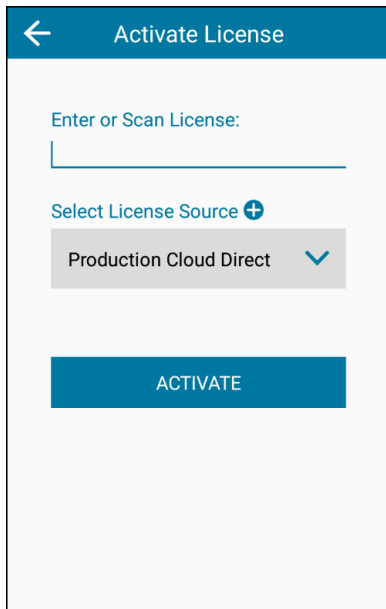 Activate License
Enter or Scan License:
Select License Source
Production Cloud Direct
ACTIVATE